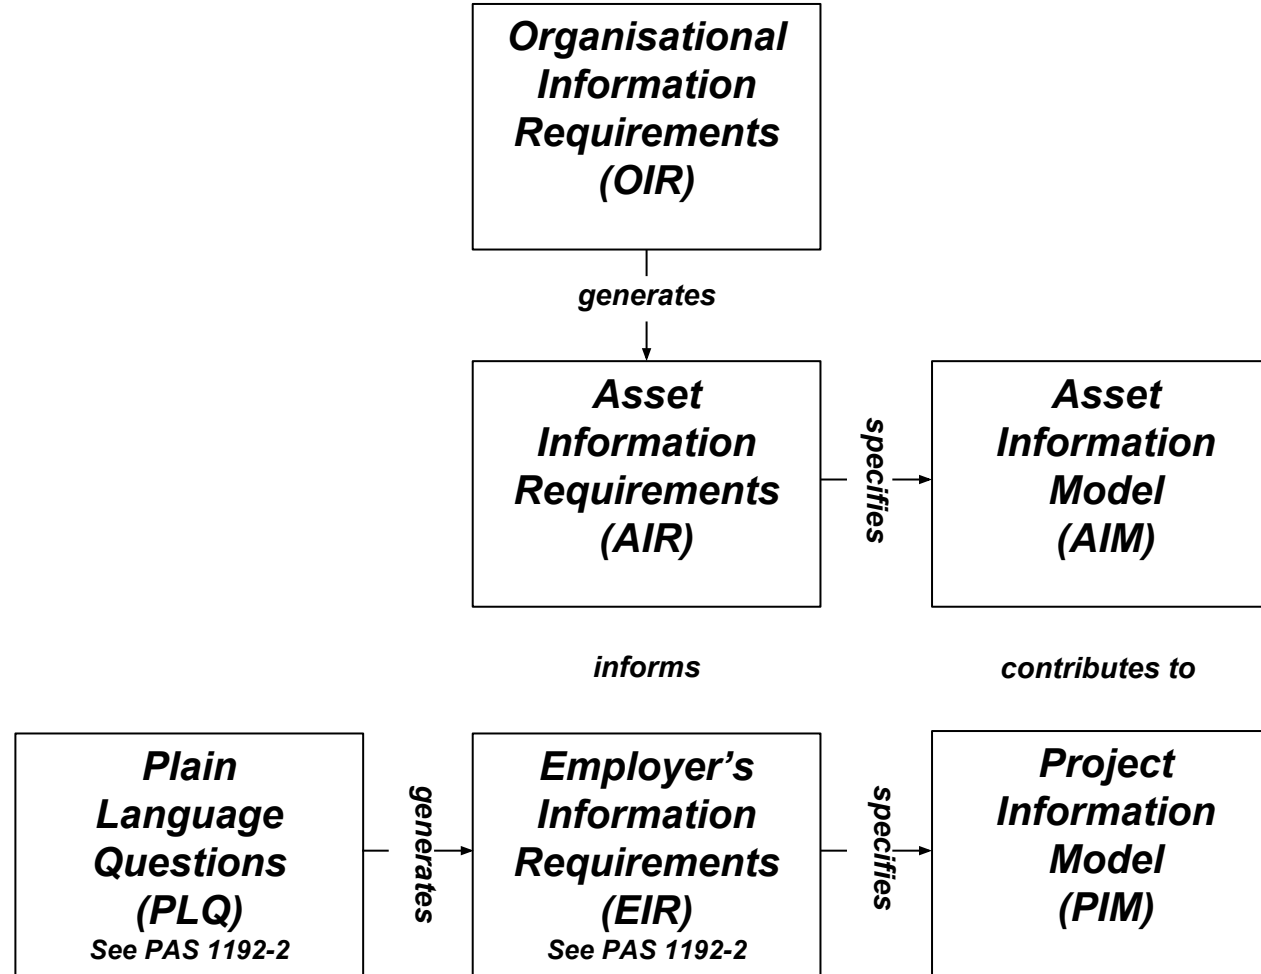 Organisational
Information
Requirements
(OIR)
generates
Asset
Information
Requirements
(AIR)
specifies
Asset
Information
Model
(AIM)
informs
contributes to
Plain
Language
Questions
(PLQ)
See PAS 1192-2
generates
Employer’s
Information
Requirements
(EIR)
See PAS 1192-2
specifies
Project
Information
Model
(PIM)